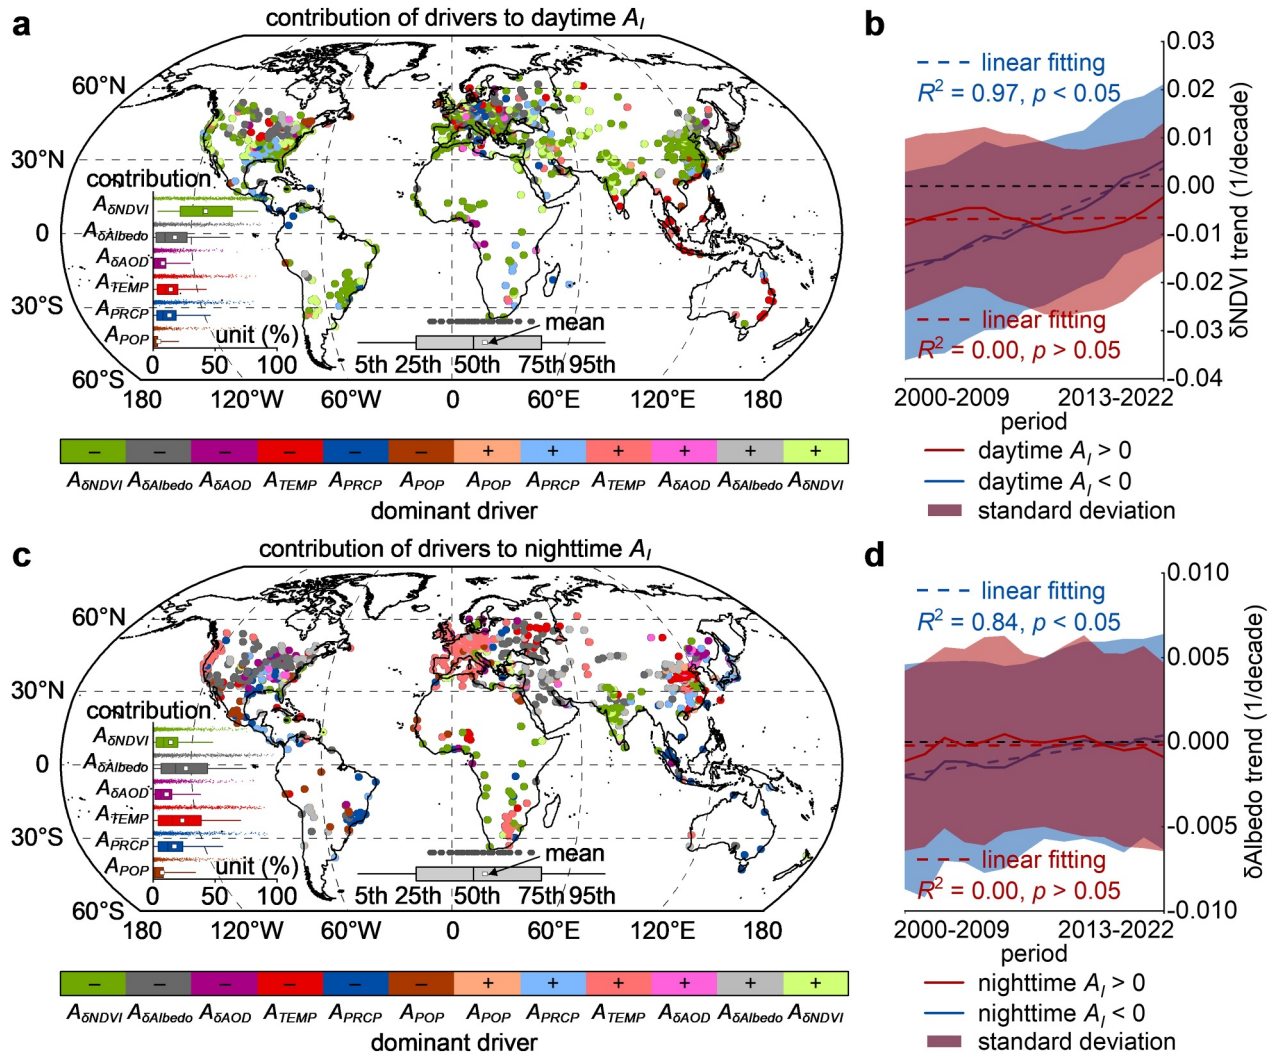 a
contribution of drivers to daytime A_I
60°N
30°N
0
30°S
60°S
contribution
A_δNDVI
A_δAlbedo
A_δAOD
A_TEMP
A_PRCP
A_POP
unit (%)
0 50 100
mean
5th 25th 50th 75th 95th
180 120°W 60°W 0 60°E 120°E 180
− − − − − − + + + + + +
A_δNDVI A_δAlbedo A_δAOD A_TEMP A_PRCP A_POP A_POP A_PRCP A_TEMP A_δAOD A_δAlbedo A_δNDVI
dominant driver
b
linear fitting
R² = 0.97, p < 0.05
0.03
0.02
0.01
0.00
-0.01
-0.02
-0.03
-0.04
δNDVI trend (1/decade)
linear fitting
R² = 0.00, p > 0.05
2000-2009 2013-2022
period
daytime A_I > 0
daytime A_I < 0
standard deviation
c
contribution of drivers to nighttime A_I
60°N
30°N
0
30°S
60°S
contribution
A_δNDVI
A_δAlbedo
A_δAOD
A_TEMP
A_PRCP
A_POP
unit (%)
0 50 100
mean
5th 25th 50th 75th 95th
180 120°W 60°W 0 60°E 120°E 180
− − − − − − + + + + + +
A_δNDVI A_δAlbedo A_δAOD A_TEMP A_PRCP A_POP A_POP A_PRCP A_TEMP A_δAOD A_δAlbedo A_δNDVI
dominant driver
d
linear fitting
R² = 0.84, p < 0.05
0.010
0.005
0.000
-0.005
-0.010
δAlbedo trend (1/decade)
linear fitting
R² = 0.00, p > 0.05
2000-2009 2013-2022
period
nighttime A_I > 0
nighttime A_I < 0
standard deviation